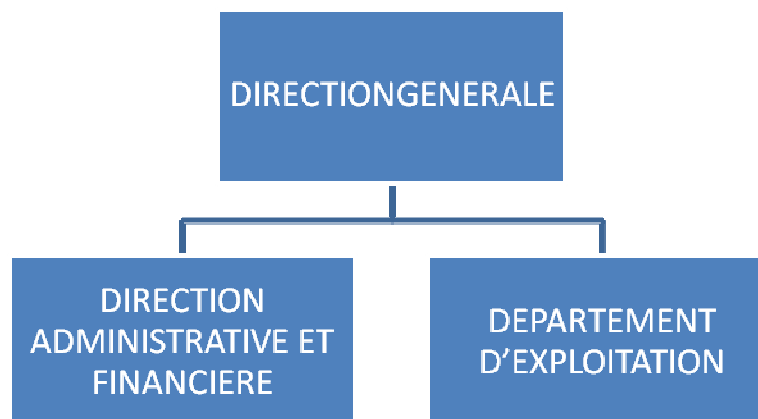 DIRECTIONGENERALE
DIRECTION
ADMINISTRATIVE ET
FINANCIERE
DEPARTEMENT
D’EXPLOITATION